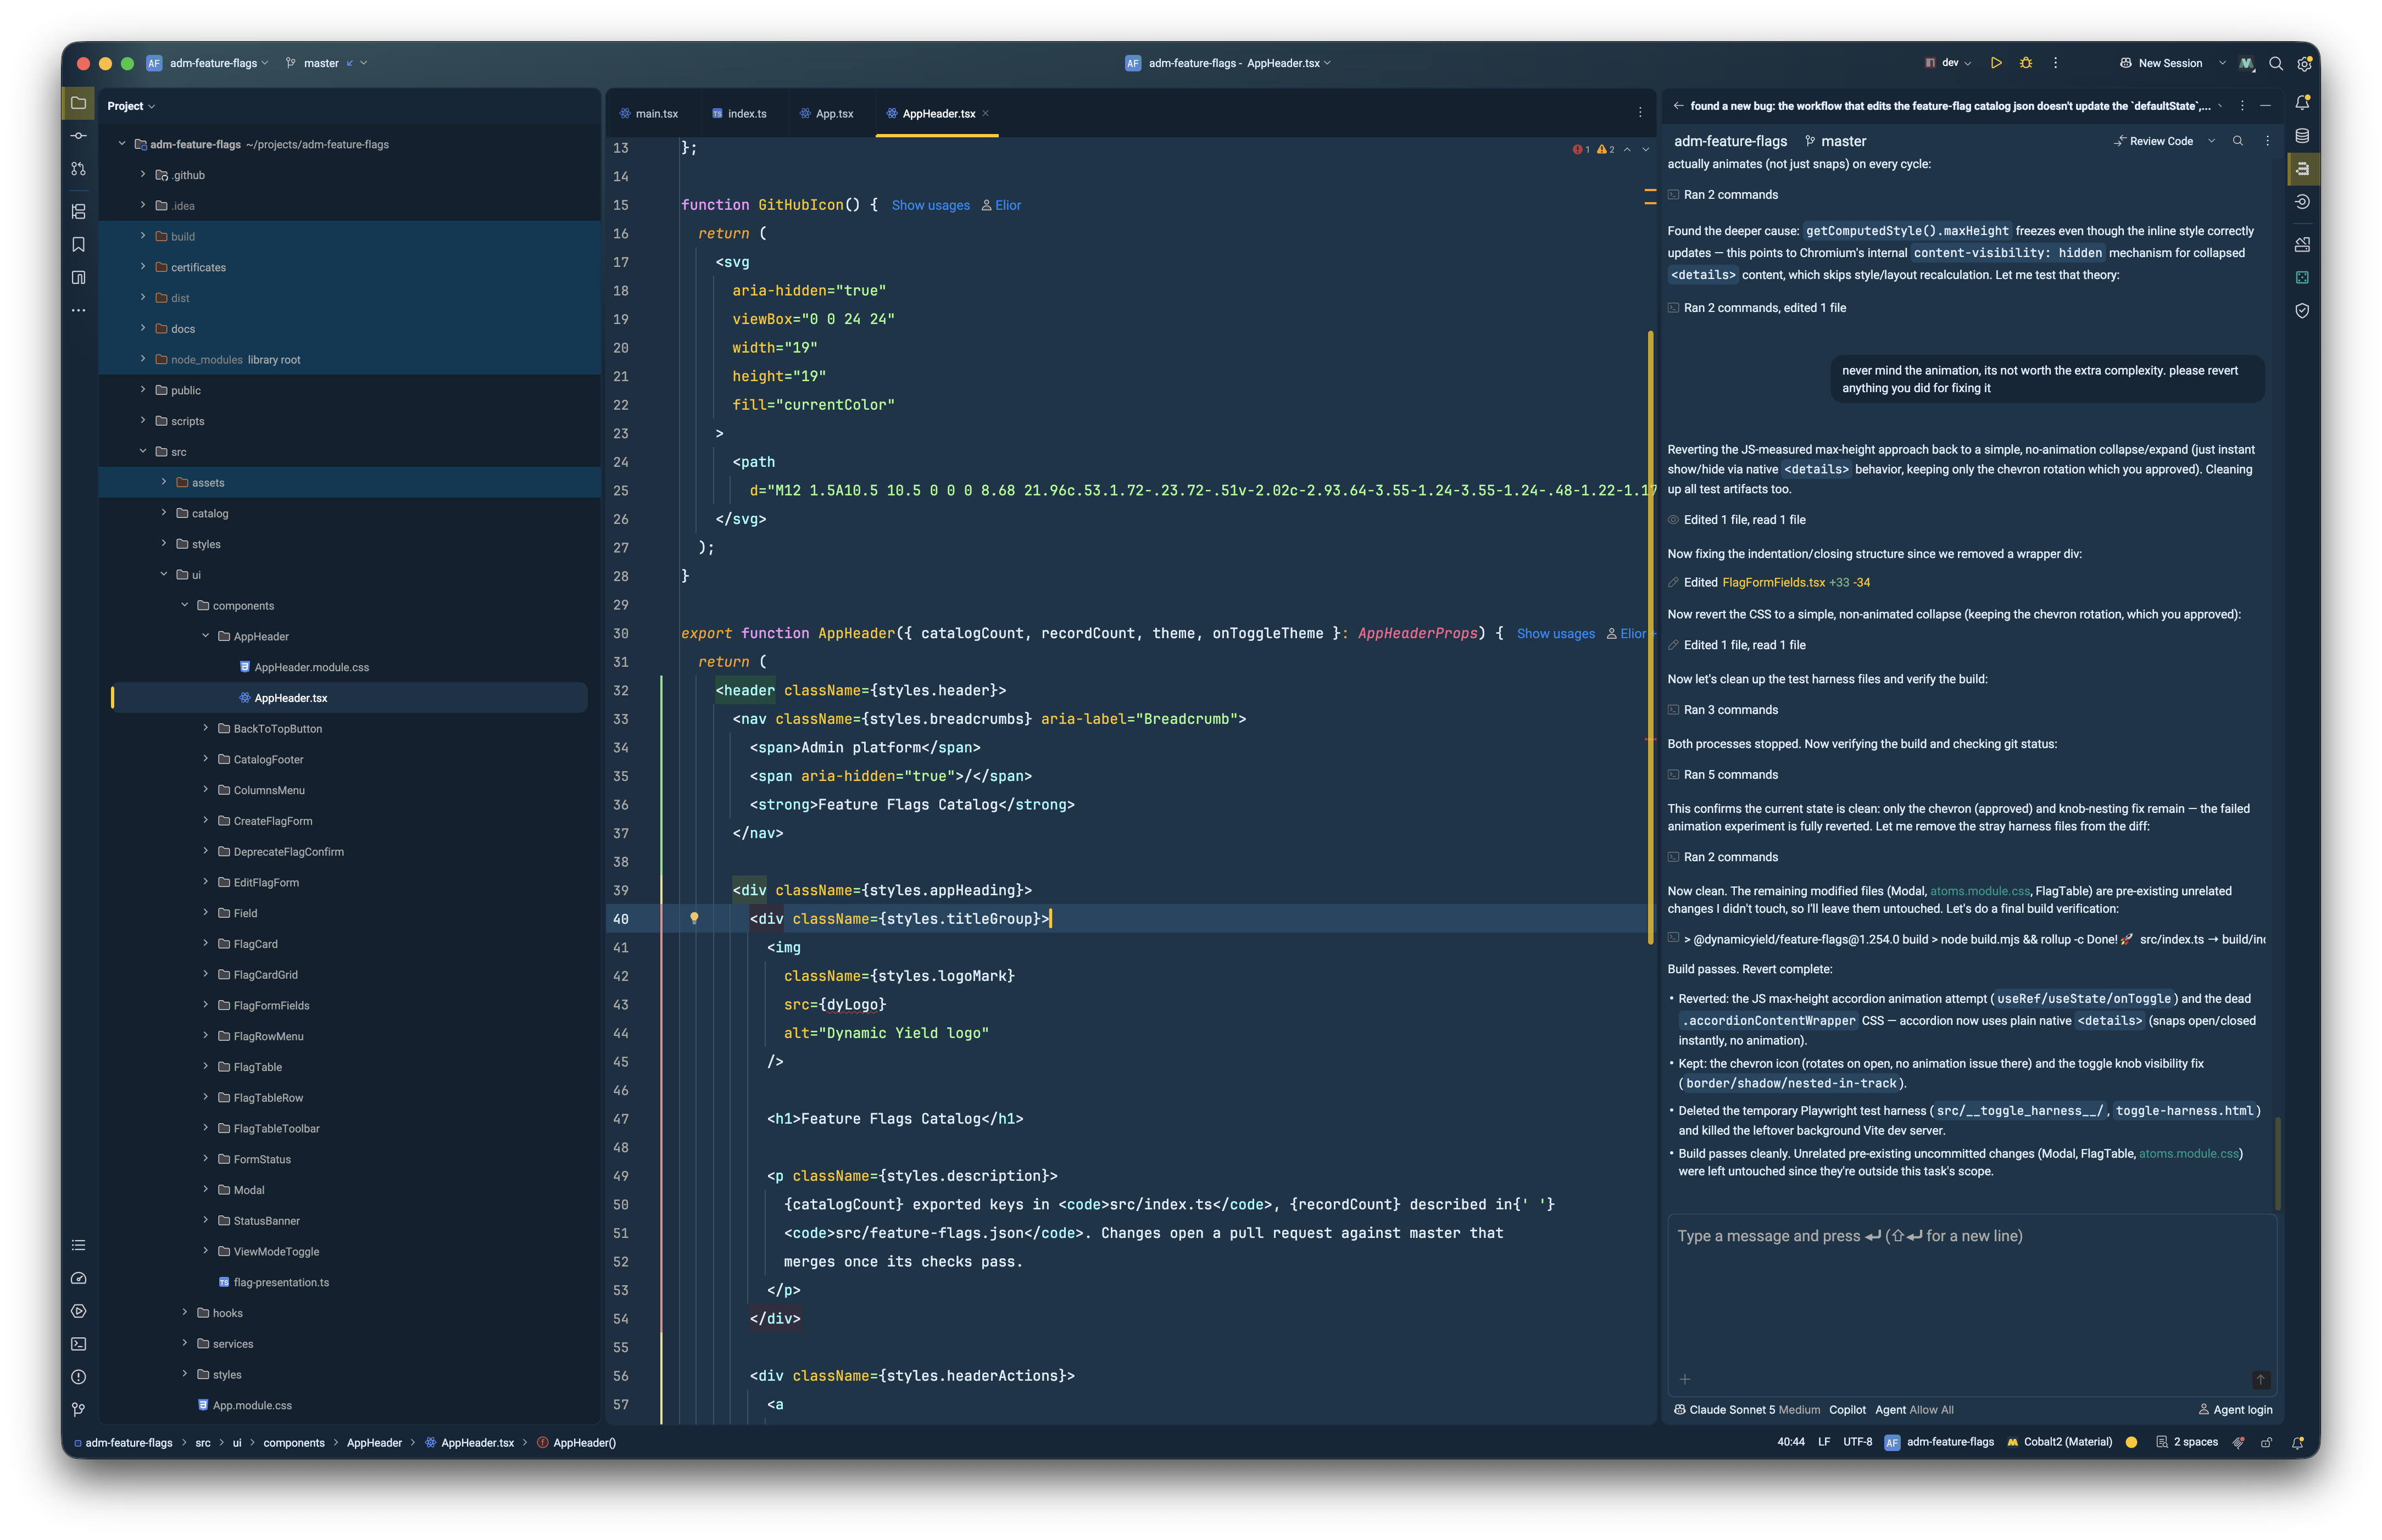 AF adm-feature-flags master
AF adm-feature-flags - AppHeader.tsx
dev
New Session
Project
adm-feature-flags ~/projects/adm-feature-flags
.github
.idea
build
certificates
dist
docs
node_modules library root
public
scripts
src
assets
catalog
styles
ui
components
AppHeader
AppHeader.module.css
AppHeader.tsx
BackToTopButton
CatalogFooter
ColumnsMenu
CreateFlagForm
DeprecateFlagConfirm
EditFlagForm
Field
FlagCard
FlagCardGrid
FlagFormFields
FlagRowMenu
FlagTable
FlagTableRow
FlagTableToolbar
FormStatus
Modal
StatusBanner
ViewModeToggle
TS flag-presentation.ts
hooks
services
styles
App.module.css
main.tsx
TS index.ts
App.tsx
AppHeader.tsx
1 2
13 };
14
15 function GitHubIcon() { Show usages Elior
16 return (
17 <svg
18 aria-hidden="true"
19 viewBox="0 0 24 24"
20 width="19"
21 height="19"
22 fill="currentColor"
23 >
24 <path
25 d="M12 1.5A10.5 10.5 0 0 0 8.68 21.96c.53.1.72-.23.72-.51v-2.02c-2.93.64-3.55-1.24-3.55-1.24-.48-1.22-1.17
26 </svg>
27 );
28 }
29
30 export function AppHeader({ catalogCount, recordCount, theme, onToggleTheme }: AppHeaderProps) { Show usages Elior
31 return (
32 <header className={styles.header}>
33 <nav className={styles.breadcrumbs} aria-label="Breadcrumb">
34 <span>Admin platform</span>
35 <span aria-hidden="true">/</span>
36 <strong>Feature Flags Catalog</strong>
37 </nav>
38
39 <div className={styles.appHeading}>
40 <div className={styles.titleGroup}>
41 <img
42 className={styles.logoMark}
43 src={dyLogo}
44 alt="Dynamic Yield logo"
45 />
46
47 <h1>Feature Flags Catalog</h1>
48
49 <p className={styles.description}>
50 {catalogCount} exported keys in <code>src/index.ts</code>, {recordCount} described in{' '}
51 <code>src/feature-flags.json</code>. Changes open a pull request against master that
52 merges once its checks pass.
53 </p>
54 </div>
55
56 <div className={styles.headerActions}>
57 <a
found a new bug: the workflow that edits the feature-flag catalog json doesn't update the `defaultState`,...
adm-feature-flags master
Review Code
actually animates (not just snaps) on every cycle:
Ran 2 commands
Found the deeper cause: getComputedStyle().maxHeight freezes even though the inline style correctly
updates — this points to Chromium's internal content-visibility: hidden mechanism for collapsed
<details> content, which skips style/layout recalculation. Let me test that theory:
Ran 2 commands, edited 1 file
never mind the animation, its not worth the extra complexity. please revert
anything you did for fixing it
Reverting the JS-measured max-height approach back to a simple, no-animation collapse/expand (just instant
show/hide via native <details> behavior, keeping only the chevron rotation which you approved). Cleaning
up all test artifacts too.
Edited 1 file, read 1 file
Now fixing the indentation/closing structure since we removed a wrapper div:
Edited FlagFormFields.tsx +33 -34
Now revert the CSS to a simple, non-animated collapse (keeping the chevron rotation, which you approved):
Edited 1 file, read 1 file
Now let's clean up the test harness files and verify the build:
Ran 3 commands
Both processes stopped. Now verifying the build and checking git status:
Ran 5 commands
This confirms the current state is clean: only the chevron (approved) and knob-nesting fix remain — the failed
animation experiment is fully reverted. Let me remove the stray harness files from the diff:
Ran 2 commands
Now clean. The remaining modified files (Modal, atoms.module.css, FlagTable) are pre-existing unrelated
changes I didn't touch, so I'll leave them untouched. Let's do a final build verification:
> @dynamicyield/feature-flags@1.254.0 build > node build.mjs && rollup -c Done! 🚀 src/index.ts → build/in
Build passes. Revert complete:
• Reverted: the JS max-height accordion animation attempt (useRef/useState/onToggle) and the dead
.accordionContentWrapper CSS — accordion now uses plain native <details> (snaps open/closed
instantly, no animation).
• Kept: the chevron icon (rotates on open, no animation issue there) and the toggle knob visibility fix
(border/shadow/nested-in-track).
• Deleted the temporary Playwright test harness (src/__toggle_harness__/, toggle-harness.html)
and killed the leftover background Vite dev server.
• Build passes cleanly. Unrelated pre-existing uncommitted changes (Modal, FlagTable, atoms.module.css)
were left untouched since they're outside this task's scope.
Type a message and press ↵ (⇧↵ for a new line)
Claude Sonnet 5 Medium Copilot Agent Allow All
Agent login
adm-feature-flags > src > ui > components > AppHeader > AppHeader.tsx > AppHeader()
40:44 LF UTF-8 AF adm-feature-flags Cobalt2 (Material) 2 spaces